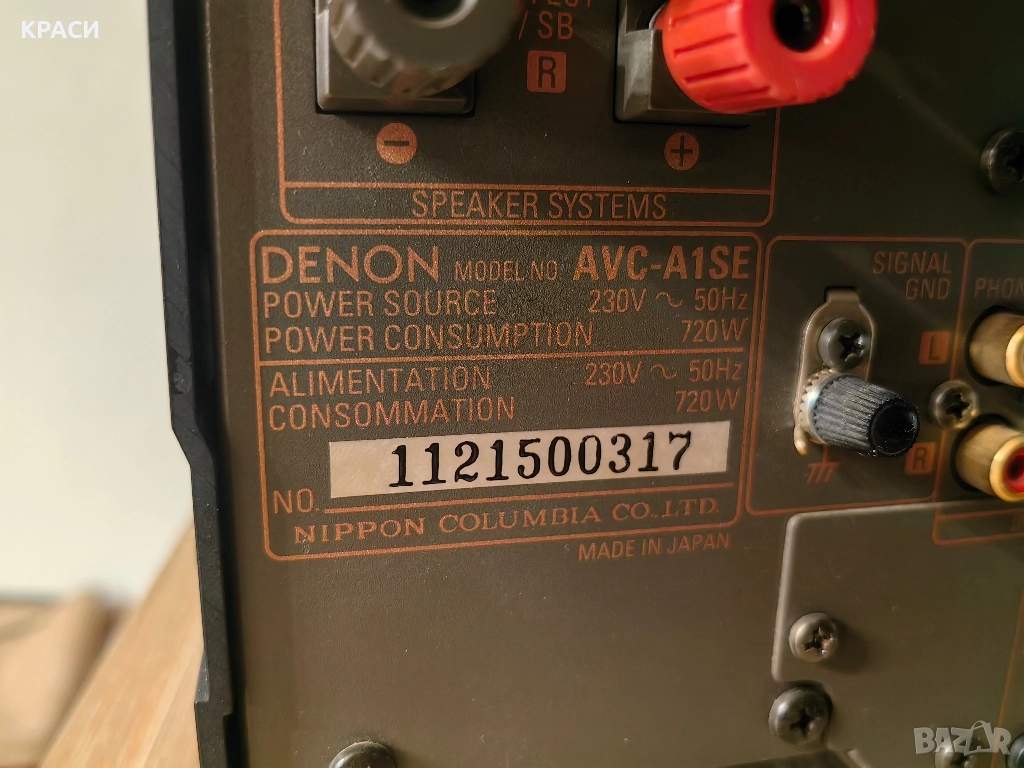 КРАСИ
/ SB
R
SPEAKER SYSTEMS
DENON MODEL NO. AVC-A1SE
POWER SOURCE 230V ~ 50Hz
POWER CONSUMPTION 720W
ALIMENTATION 230V ~ 50Hz
CONSOMMATION 720W
NO. 1121500317
NIPPON COLUMBIA CO.,LTD.
MADE IN JAPAN
SIGNAL
GND
L
R
BAZAR